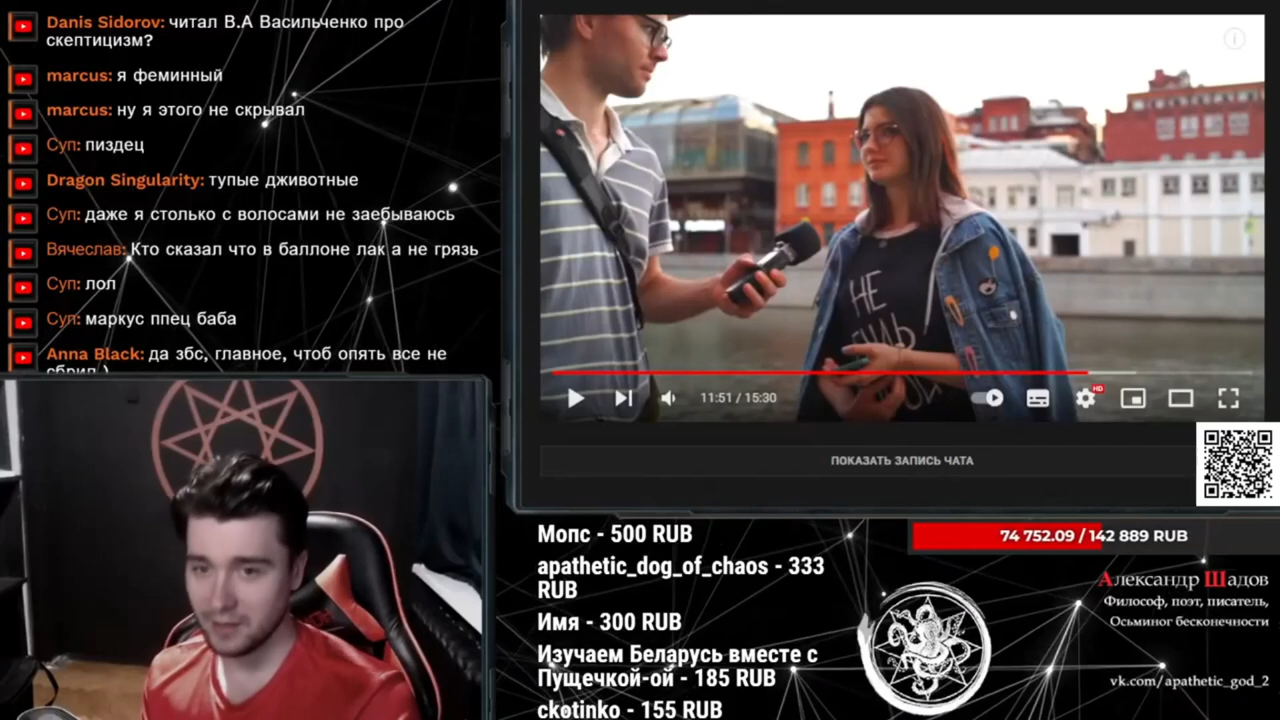 Danis Sidorov: читал В.А Васильченко про
скептицизм?
marcus: я феминный
marcus: ну я этого не скрывал
Суп: пиздец
Dragon Singularity: тупые дживотные
Суп: даже я столько с волосами не заебываюсь
Вячеслав: Кто сказал что в баллоне лак а не грязь
Суп: лол
Суп: маркус ппец баба
Anna Black: да збс, главное, чтоб опять все не
сбрил )
НЕ
HD
11:51 / 15:30
ПОКАЗАТЬ ЗАПИСЬ ЧАТА
Мопс - 500 RUB
apathetic_dog_of_chaos - 333
RUB
Имя - 300 RUB
Изучаем Беларусь вместе с
Пущечкой-ой - 185 RUB
ckotinko - 155 RUB
74 752.09 / 142 889 RUB
Александр Шадов
Философ, поэт, писатель,
Осьминог бесконечности
vk.com/apathetic_god_2